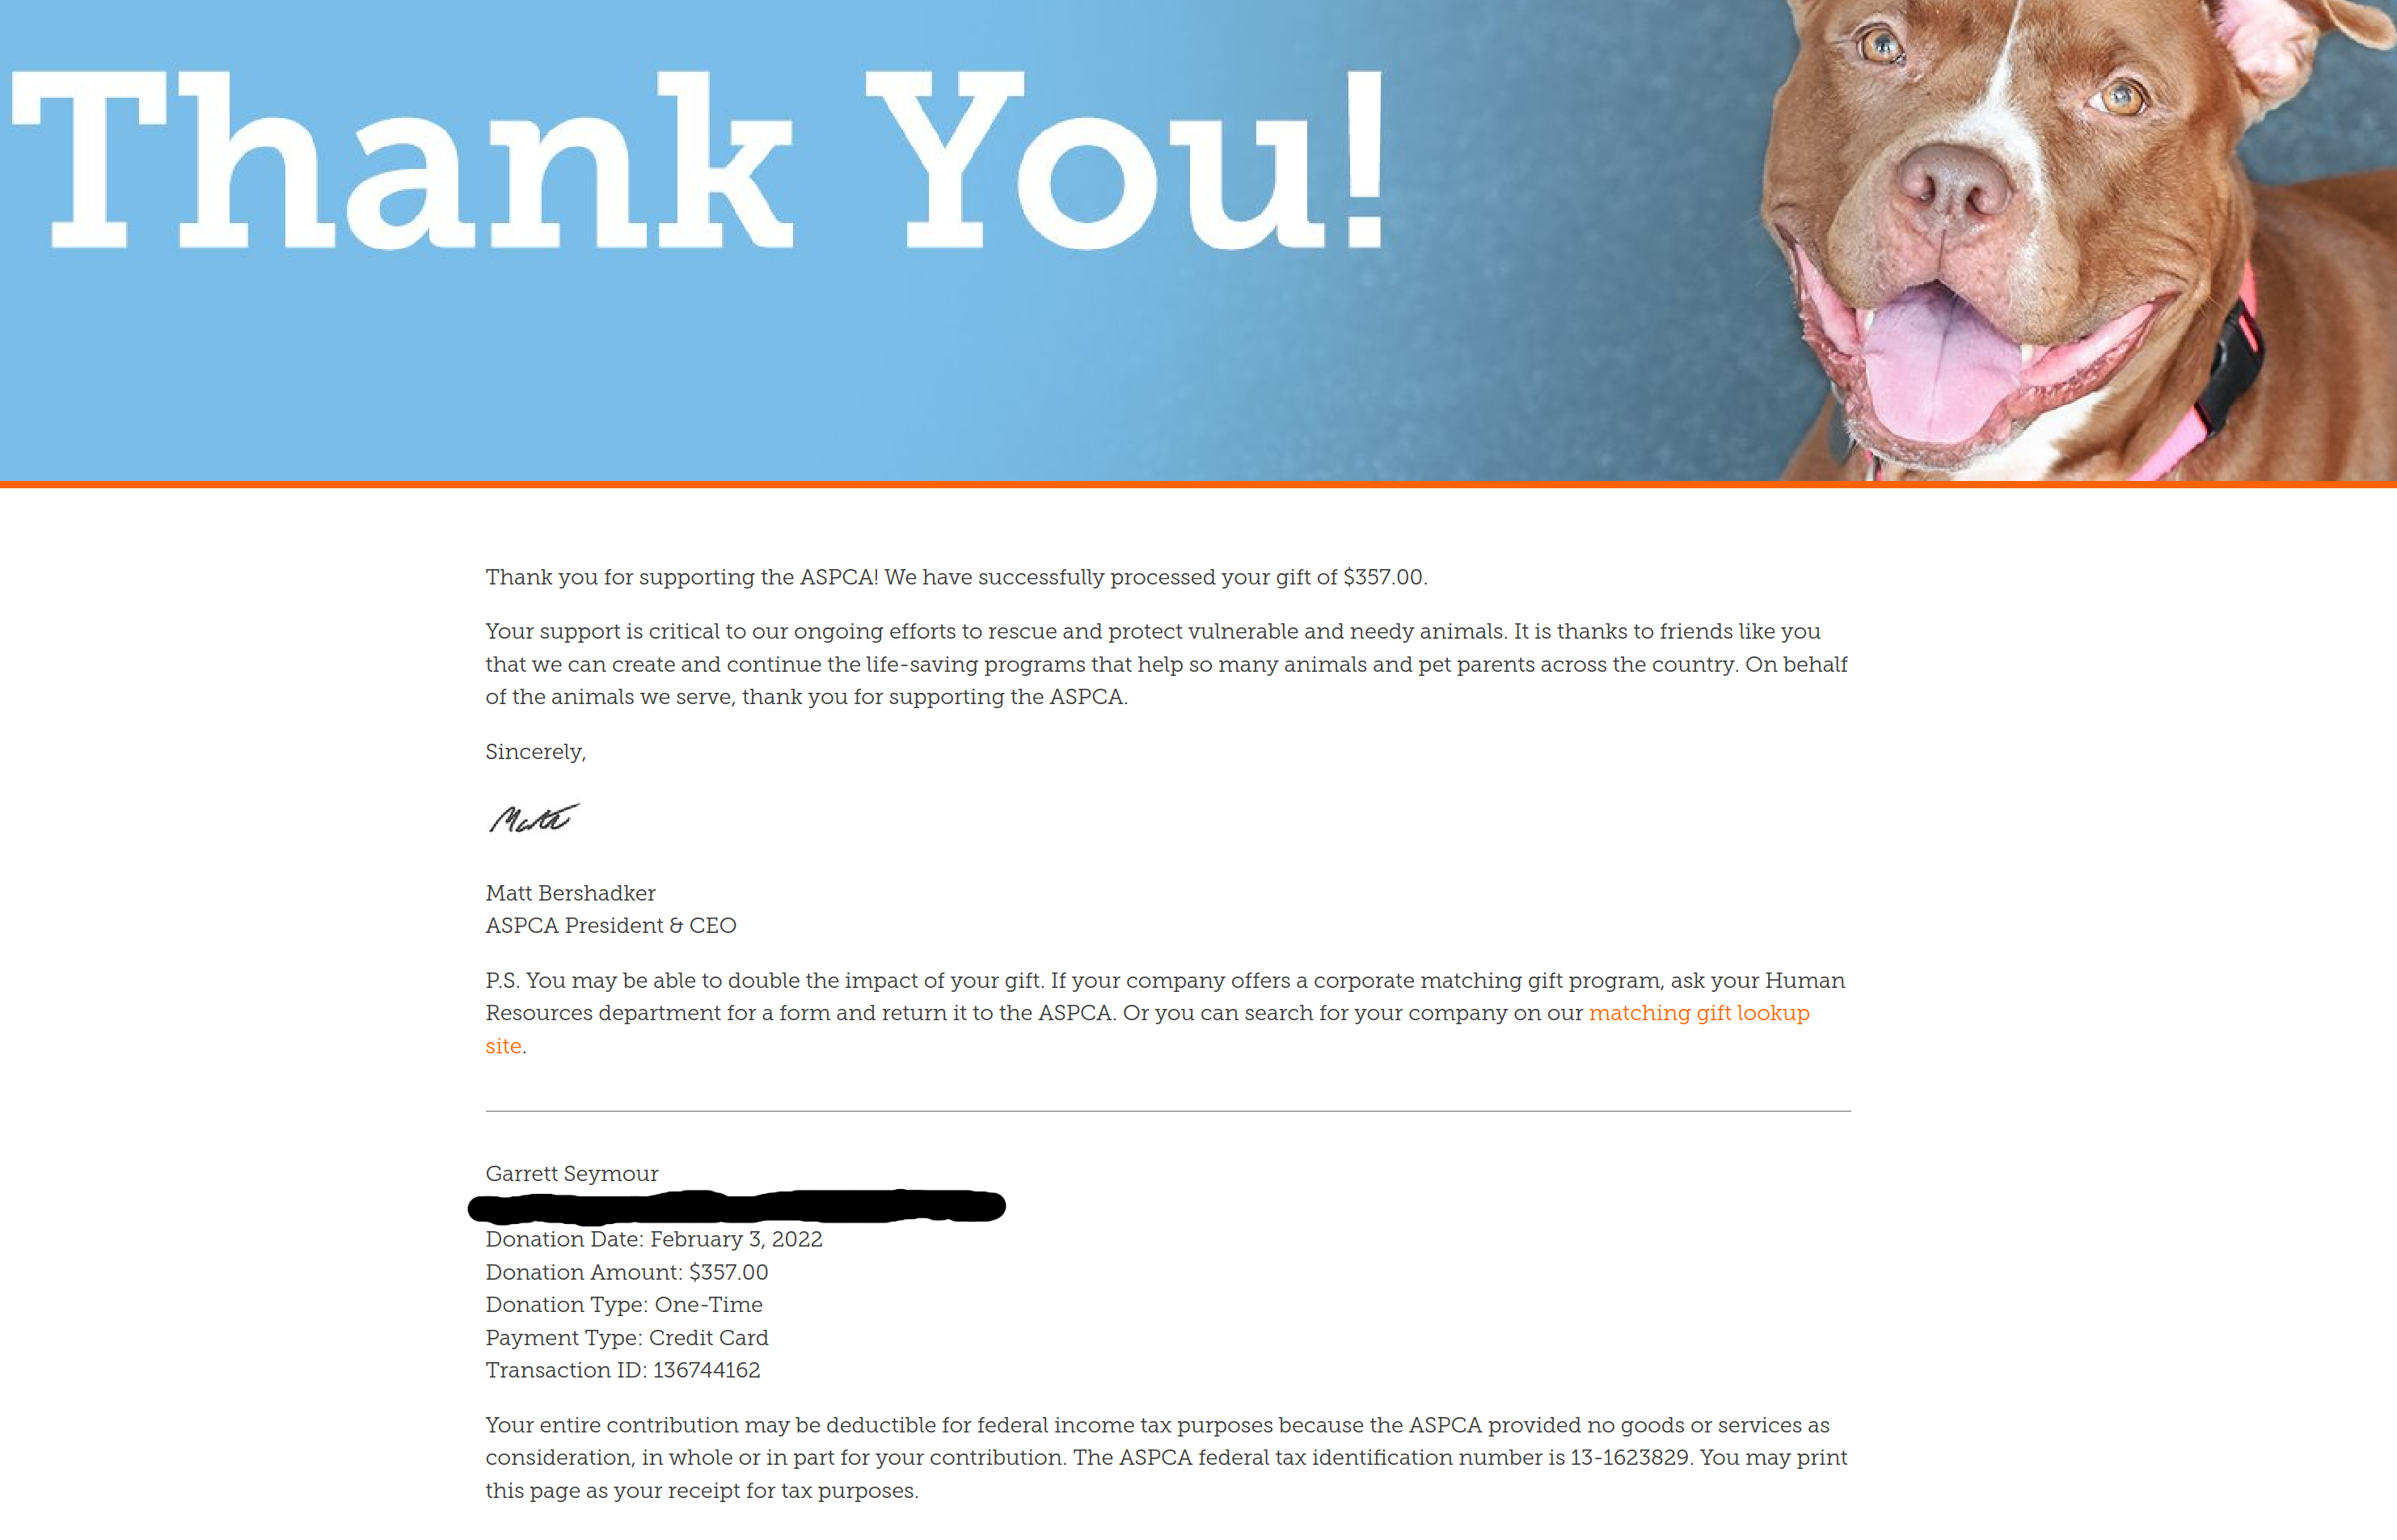 Thank You!
Thank you for supporting the ASPCA! We have successfully processed your gift of $357.00.
Your support is critical to our ongoing efforts to rescue and protect vulnerable and needy animals. It is thanks to friends like you
that we can create and continue the life-saving programs that help so many animals and pet parents across the country. On behalf
of the animals we serve, thank you for supporting the ASPCA.
Sincerely,
Matt
Matt Bershadker
ASPCA President & CEO
P.S. You may be able to double the impact of your gift. If your company offers a corporate matching gift program, ask your Human
Resources department for a form and return it to the ASPCA. Or you can search for your company on our matching gift lookup
site.
Garrett Seymour
Donation Date: February 3, 2022
Donation Amount: $357.00
Donation Type: One-Time
Payment Type: Credit Card
Transaction ID: 136744162
Your entire contribution may be deductible for federal income tax purposes because the ASPCA provided no goods or services as
consideration, in whole or in part for your contribution. The ASPCA federal tax identification number is 13-1623829. You may print
this page as your receipt for tax purposes.